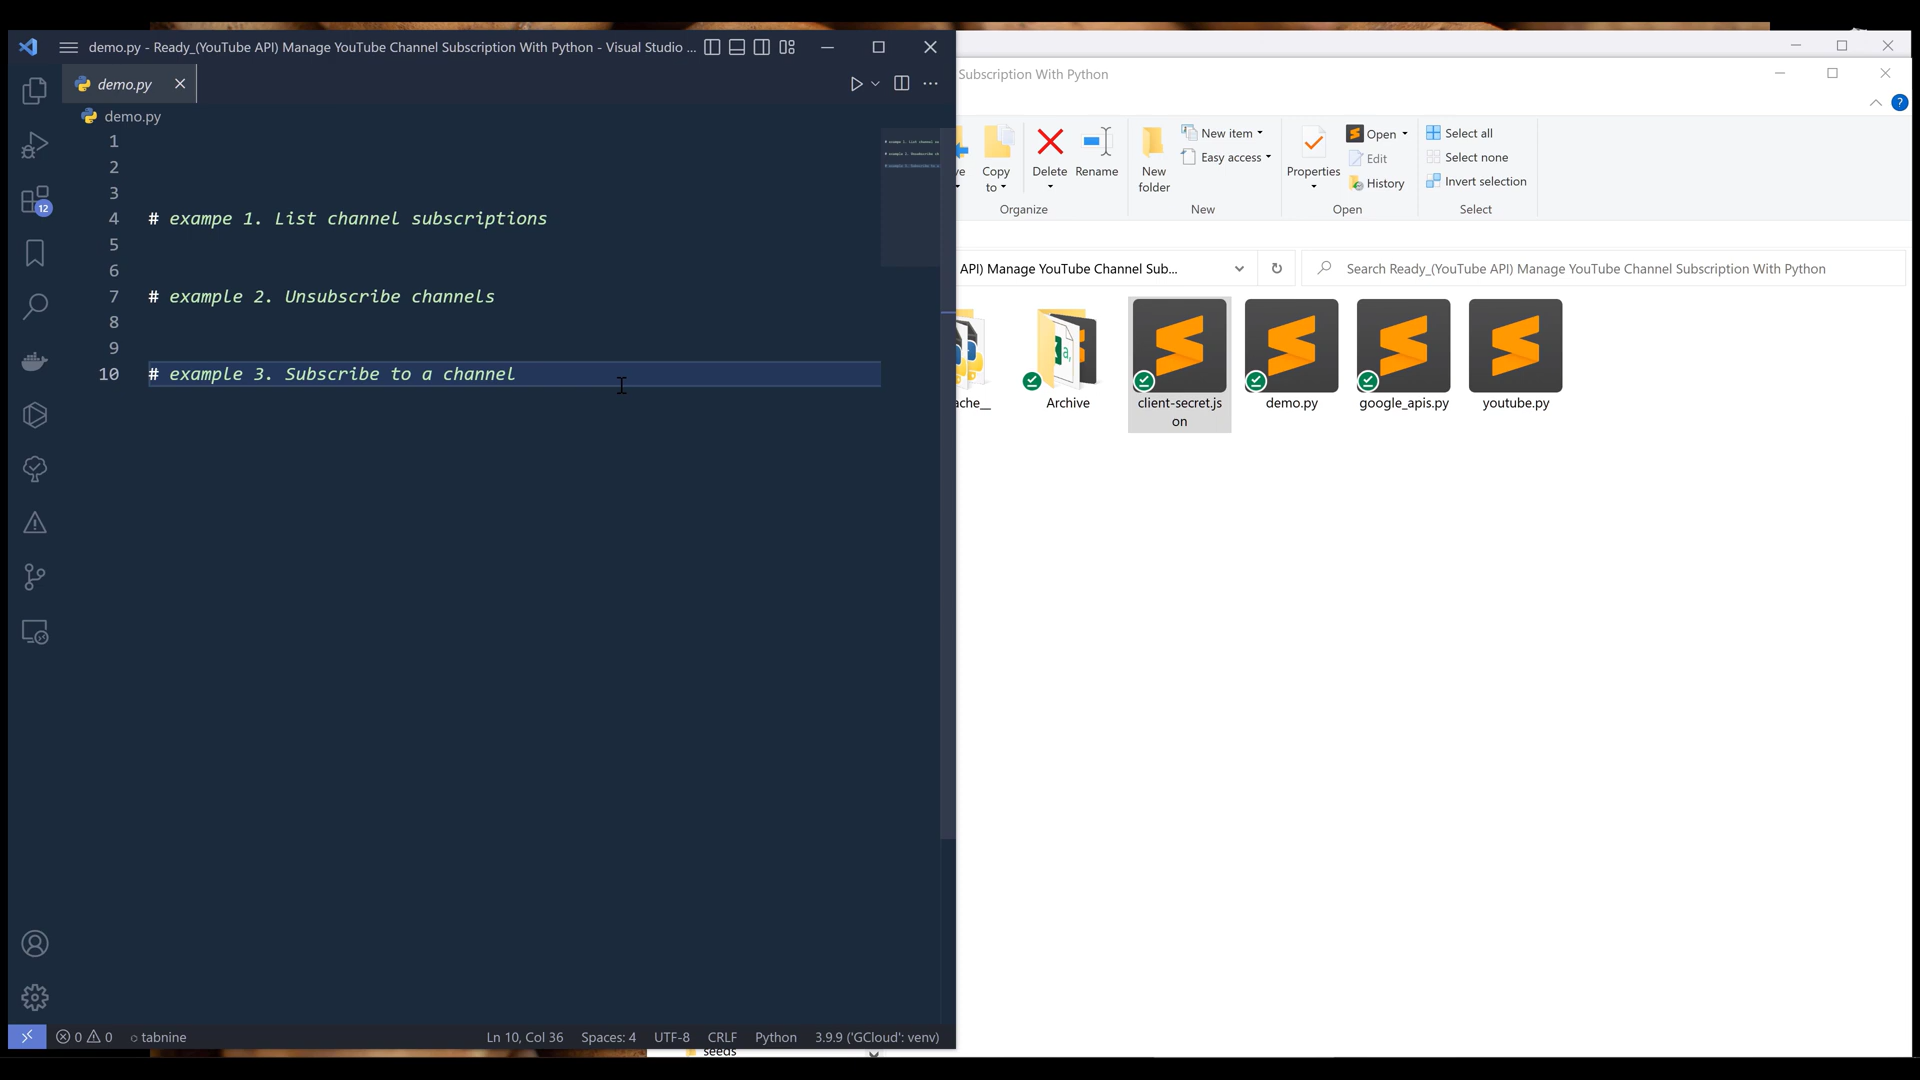 demo.py - Ready_(YouTube API) Manage YouTube Channel Subscription With Python - Visual Studio ...
demo.py
demo.py
1
2
3
4 # exampe 1. List channel subscriptions
5
6
7 # example 2. Unsubscribe channels
8
9
10 # example 3. Subscribe to a channel
12
0 0 tabnine
Ln 10, Col 36 Spaces: 4 UTF-8 CRLF Python 3.9.9 ('GCloud': venv)
Subscription With Python
Copy to
Delete
Rename
Organize
New folder
New item
Easy access
New
Properties
Open
Edit
History
Open
Select all
Select none
Invert selection
Select
API) Manage YouTube Channel Sub...
Search Ready_(YouTube API) Manage YouTube Channel Subscription With Python
ache__
Archive
client-secret.js
on
demo.py
google_apis.py
youtube.py
seeds